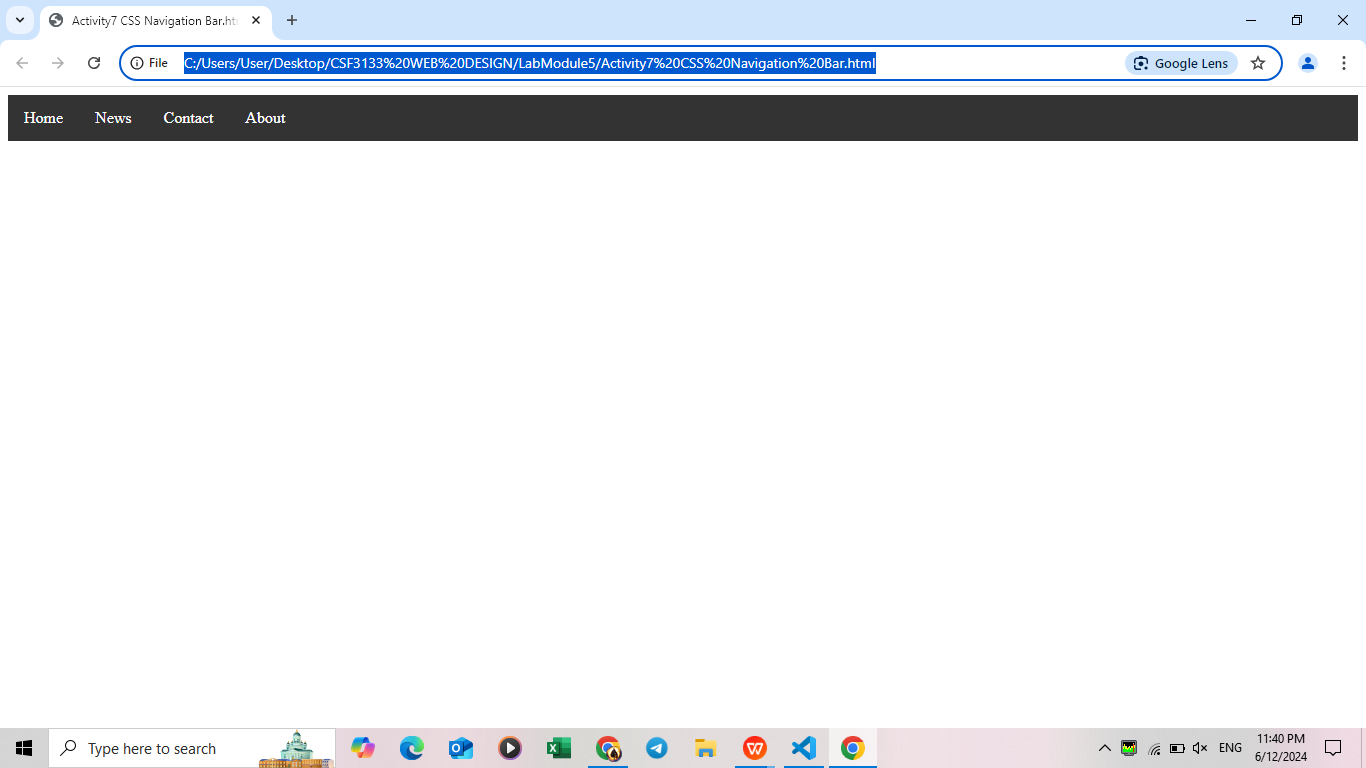 Activity7 CSS Navigation Bar.htm
File C:/Users/User/Desktop/CSF3133%20WEB%20DESIGN/LabModule5/Activity7%20CSS%20Navigation%20Bar.html Google Lens
Home News Contact About
Type here to search
ENG
11:40 PM
6/12/2024